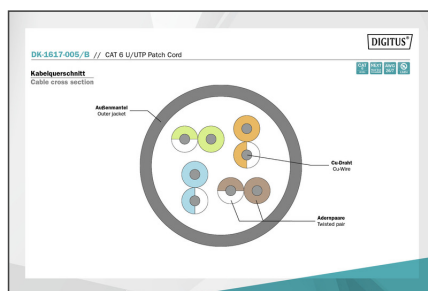 DIGITUS®
DK-1617-005/B // CAT 6 U/UTP Patch Cord
Kabelquerschnitt
Cable cross section
Außenmantel
Outer jacket
Cu-Draht
Cu-Wire
Adernpaare
Twisted pair